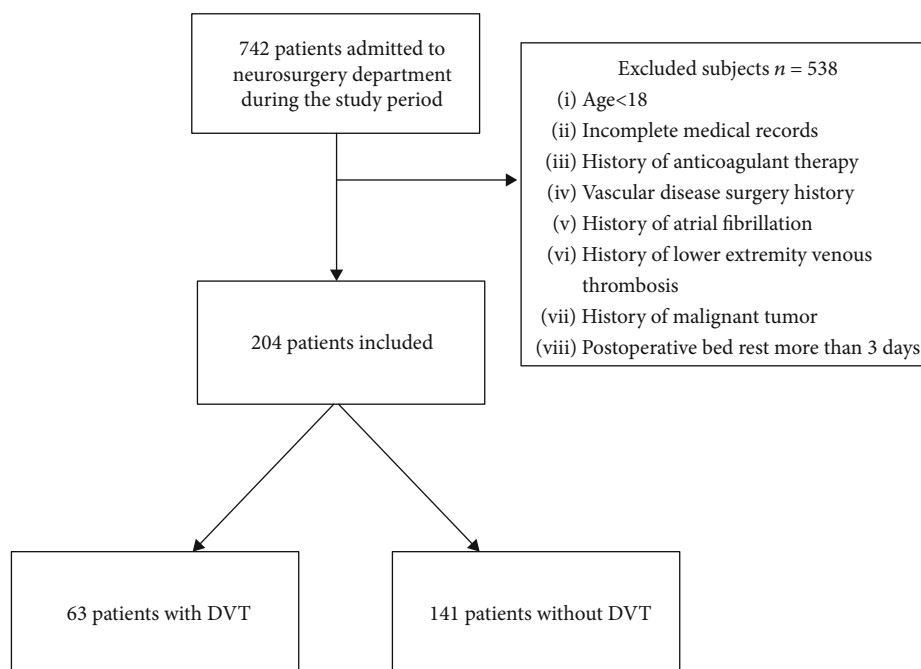 742 patients admitted to
neurosurgery department
during the study period
Excluded subjects n = 538
(i) Age<18
(ii) Incomplete medical records
(iii) History of anticoagulant therapy
(iv) Vascular disease surgery history
(v) History of atrial fibrillation
(vi) History of lower extremity venous
thrombosis
(vii) History of malignant tumor
(viii) Postoperative bed rest more than 3 days
204 patients included
63 patients with DVT
141 patients without DVT